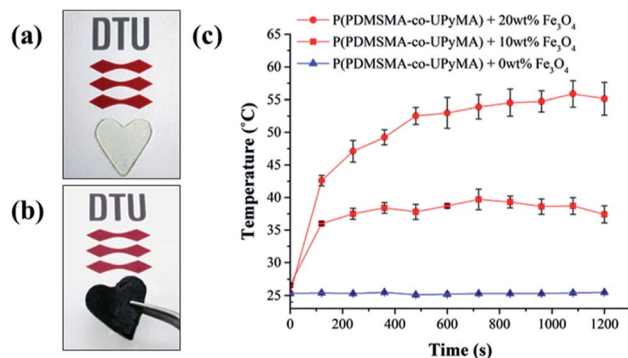 (a)
DTU
(b)
DTU
(c)
P(PDMSMA-co-UPyMA) + 20wt% Fe₃O₄
P(PDMSMA-co-UPyMA) + 10wt% Fe₃O₄
P(PDMSMA-co-UPyMA) + 0wt% Fe₃O₄
Temperature (˚C)
65
60
55
50
45
40
35
30
25
0 200 400 600 800 1000 1200
Time (s)